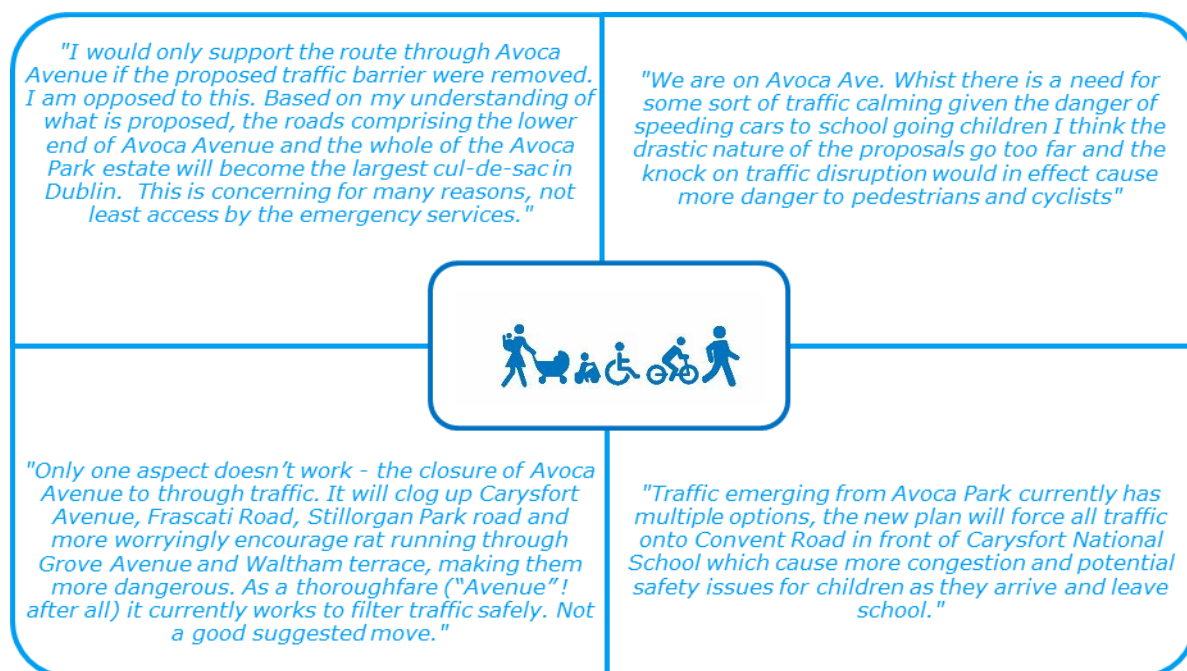 "I would only support the route through Avoca
Avenue if the proposed traffic barrier were removed.
I am opposed to this. Based on my understanding of
what is proposed, the roads comprising the lower
end of Avoca Avenue and the whole of the Avoca
Park estate will become the largest cul-de-sac in
Dublin.  This is concerning for many reasons, not
least access by the emergency services."
"We are on Avoca Ave. Whist there is a need for
some sort of traffic calming given the danger of
speeding cars to school going children I think the
drastic nature of the proposals go too far and the
knock on traffic disruption would in effect cause
more danger to pedestrians and cyclists"
"Only one aspect doesn’t work - the closure of Avoca
Avenue to through traffic. It will clog up Carysfort
Avenue, Frascati Road, Stillorgan Park road and
more worryingly encourage rat running through
Grove Avenue and Waltham terrace, making them
more dangerous. As a thoroughfare (“Avenue”!
after all) it currently works to filter traffic safely. Not
a good suggested move."
"Traffic emerging from Avoca Park currently has
multiple options, the new plan will force all traffic
onto Convent Road in front of Carysfort National
School which cause more congestion and potential
safety issues for children as they arrive and leave
school."